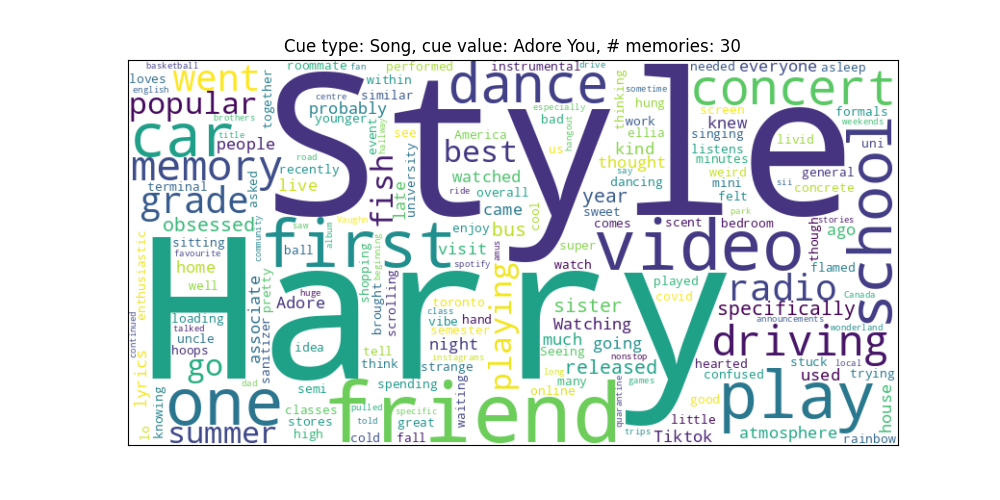 Cue type: Song, cue value: Adore You, # memories: 30
basketball roommate fan performed instrumental drive needed everyone asleep
english loves went together within dance thinking concert
popular brothers probably similar especially hung screen formals
title younger event hallway see America bad us hangout work knew singing livid weekends
car people Style kind ellia listens minutes uni
memory road recently fish best thought weird general
terminal asked live late university watched ride overall dancing mini say sii concrete
grade year felt park school
obsessed community saw Vaughn album came cool sweet comes scent bedroom though stories ago
enthusiastic sitting favourite ball first beginning enjoy visit bus super video
home pretty shopping spotify amus watch flamed
well Adore huge brought scrolling toronto class playing played covid radio Canada
loading associate vibe hand sister specifically
continued talked uncle sanitizer Harry semester Watching announcements wonderland
hoops idea tell night much going driving
go think strange instagrams Seeing released nonstop hearted stuck local
lyrics semi spending waiting long many games confused used trying
knowing dad one friend online quarantine good play house
lo classes pulled specific stores told great little atmosphere
summer high cold fall trips Tiktok rainbow
centre